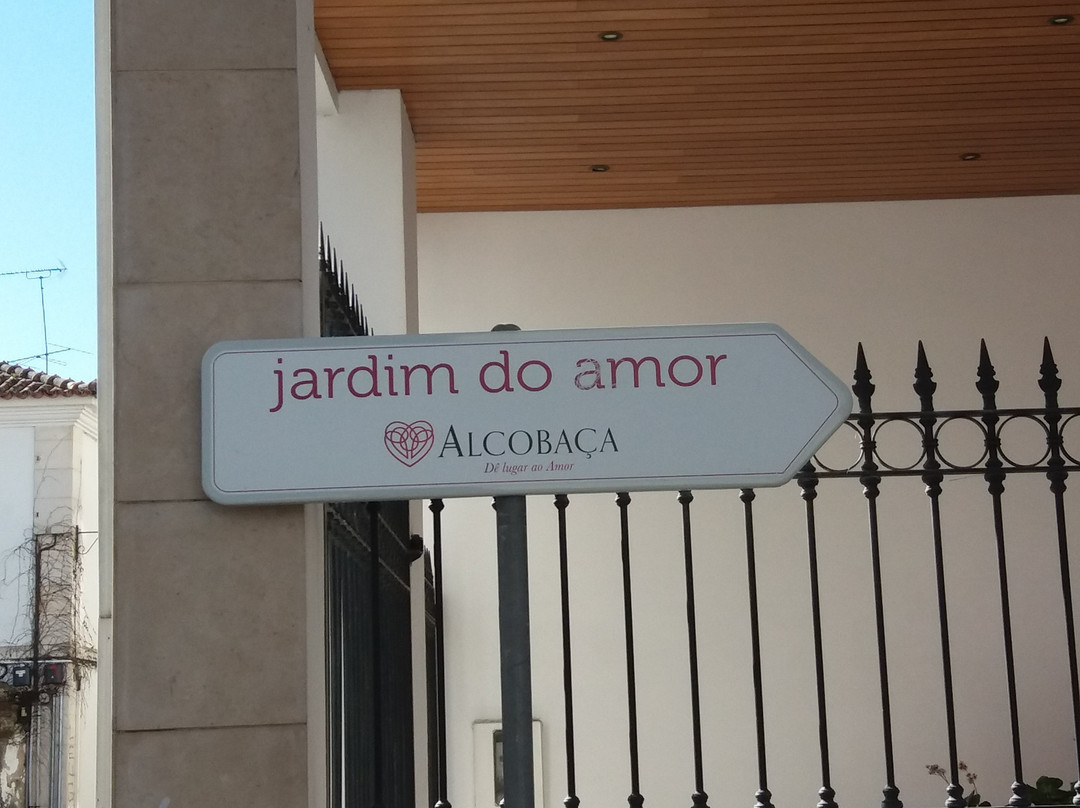 jardim do amor
ALCOBAÇA
Dê lugar ao Amor